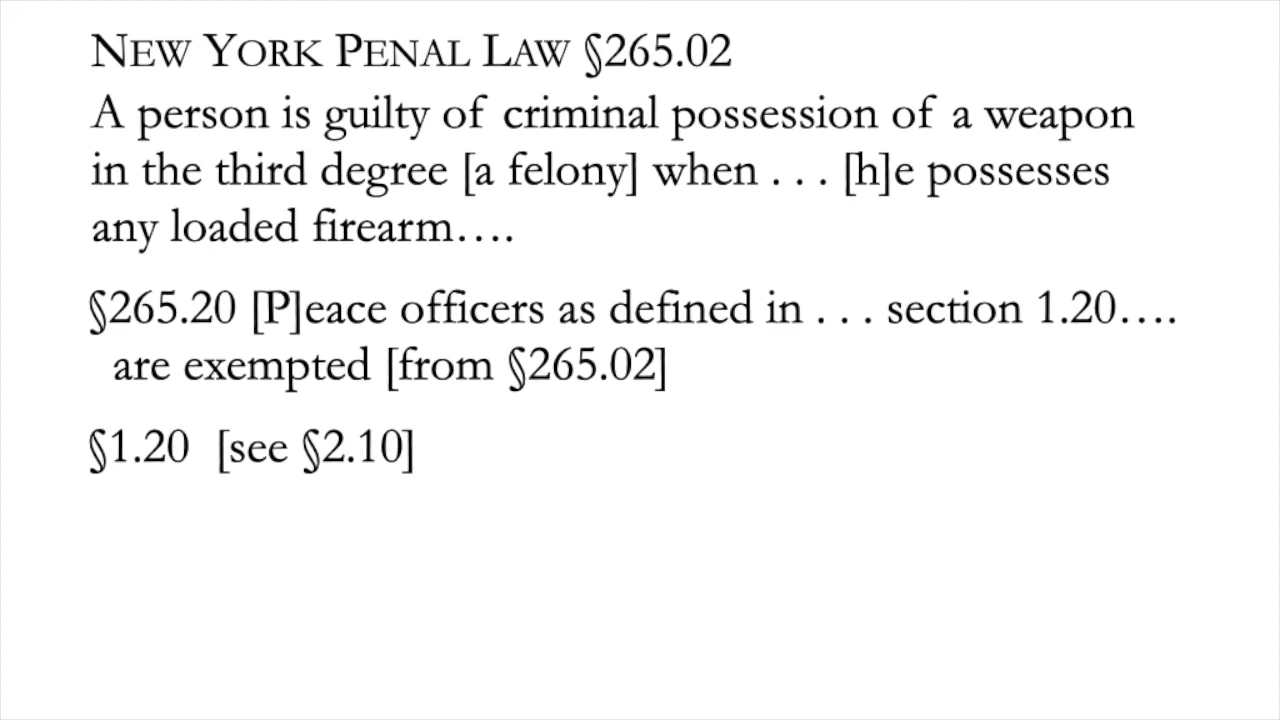 NEW YORK PENAL LAW §265.02
A person is guilty of criminal possession of a weapon
in the third degree [a felony] when . . . [h]e possesses
any loaded firearm….
§265.20 [P]eace officers as defined in . . . section 1.20….
are exempted [from §265.02]
§1.20 [see §2.10]